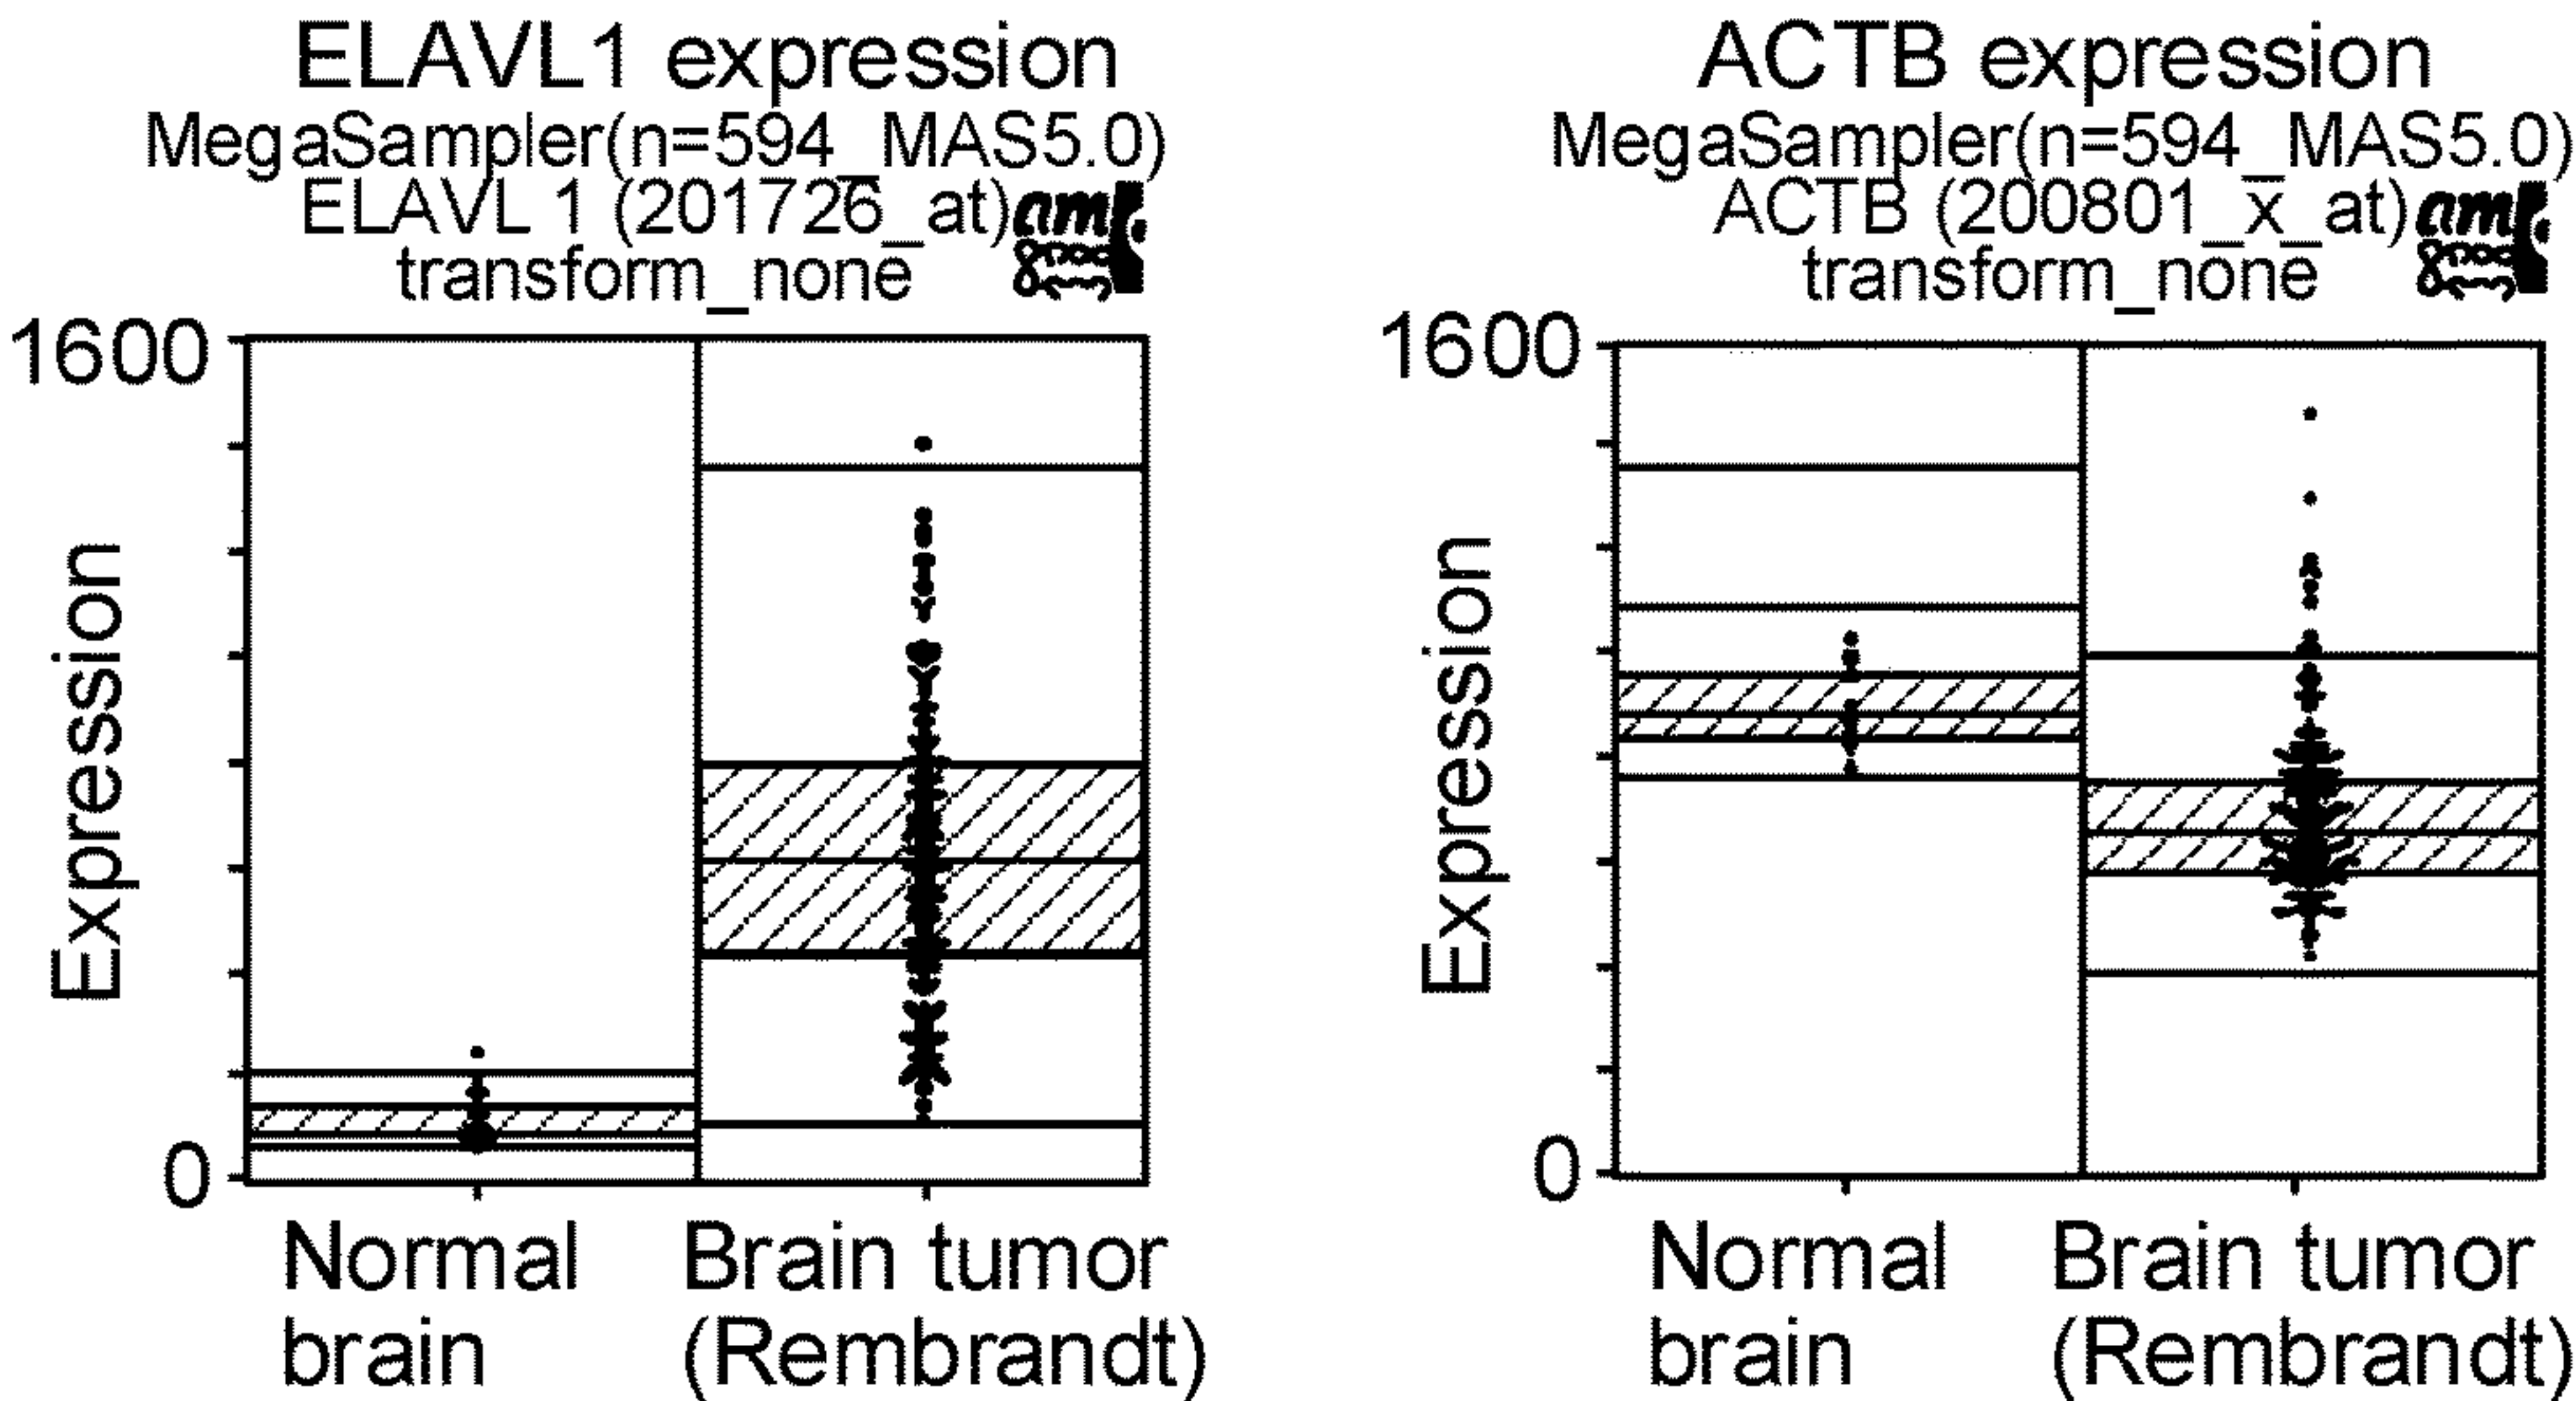 ELAVL1 expression
MegaSampler(n=594_MAS5.0)
ELAVL 1 (201726_at)
transform_none
1600
Expression
0
Normal
brain
Brain tumor
(Rembrandt)
ACTB expression
MegaSampler(n=594_MAS5.0)
ACTB (200801_x_at)
transform_none
1600
Expression
0
Normal
brain
Brain tumor
(Rembrandt)